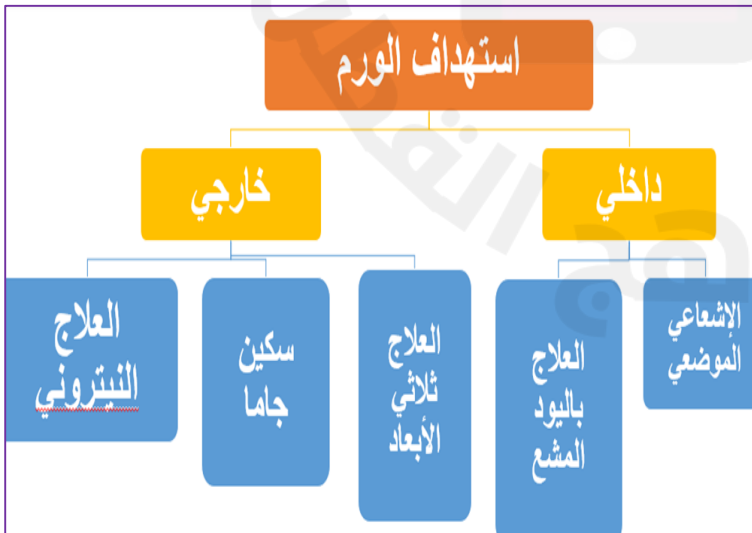 استهداف الورم
داخلي
خارجي
الإشعاعي
الموضعي
العلاج
باليود
المشع
العلاج
ثلاثي
الأبعاد
سكين
جاما
العلاج
النيتروني